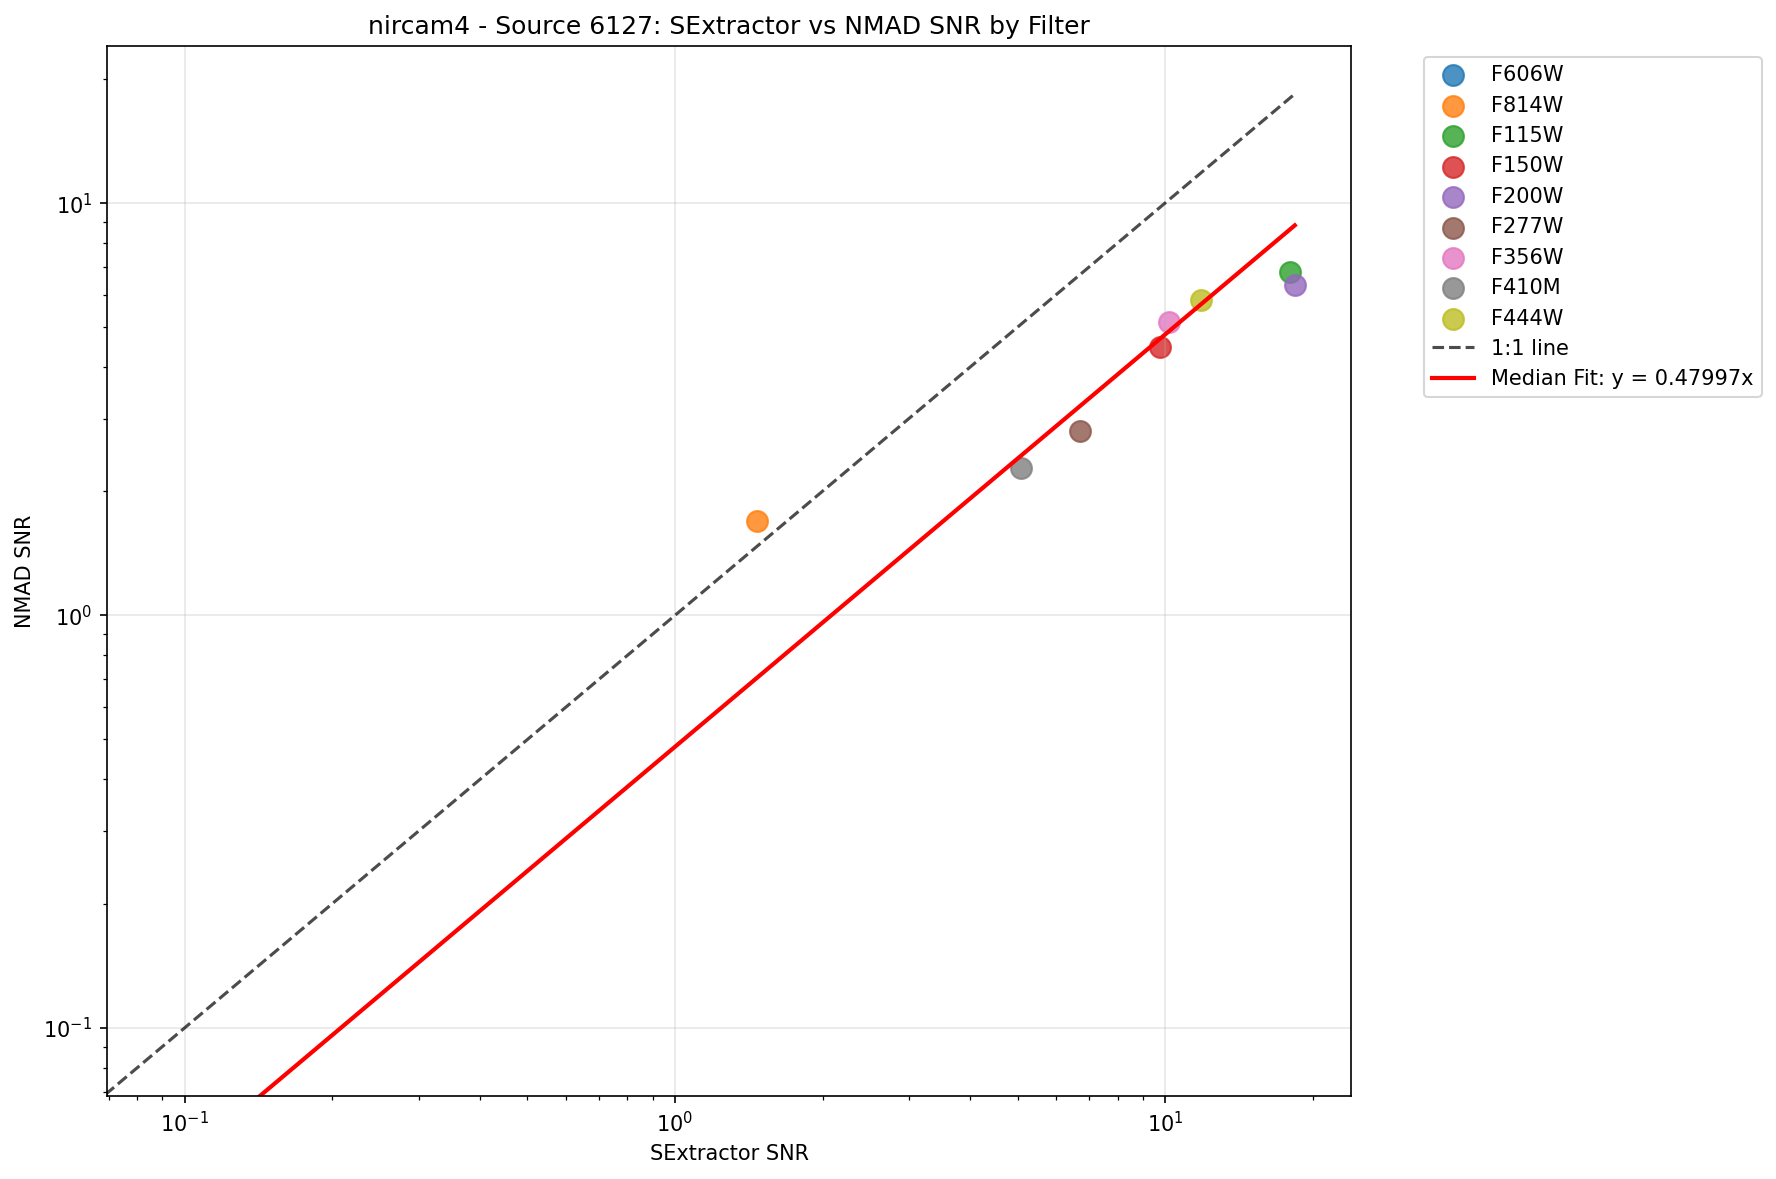 nircam4 - Source 6127: SExtractor vs NMAD SNR by Filter
F606W
F814W
F115W
F150W
F200W
F277W
F356W
F410M
F444W
1:1 line
Median Fit: y = 0.47997x
NMAD SNR
10¹
10⁰
10⁻¹
10⁻¹ 10⁰ 10¹
SExtractor SNR